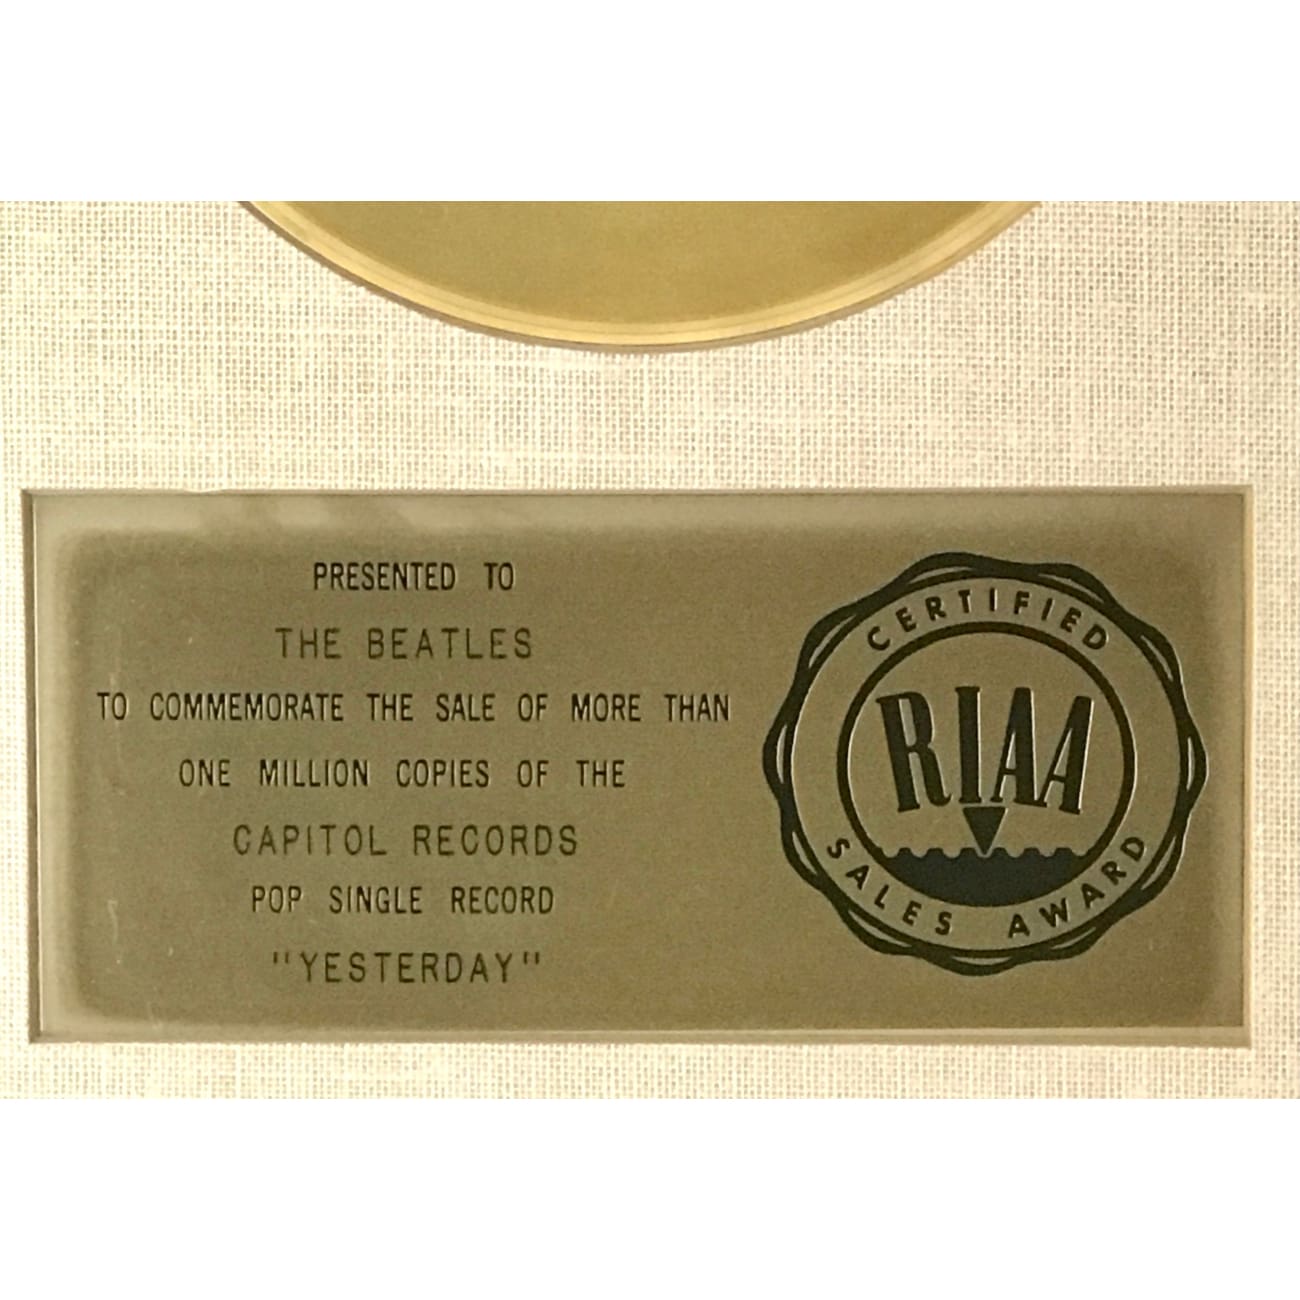 PRESENTED TO
THE BEATLES
TO COMMEMORATE THE SALE OF MORE THAN
ONE MILLION COPIES OF THE
CAPITOL RECORDS
POP SINGLE RECORD
"YESTERDAY"
CERTIFIED
RIAA
SALES AWARD